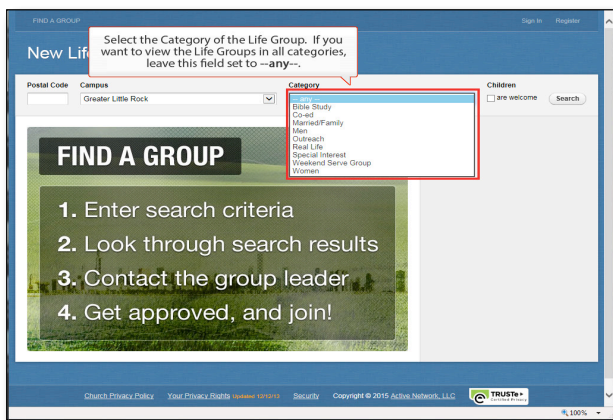 FIND A GROUP
Sign In Register
Select the Category of the Life Group. If you
want to view the Life Groups in all categories,
leave this field set to --any--.
New Life
Postal Code Campus Category Children
Greater Little Rock
-- any --
are welcome Search
Bible Study
Co-ed
Married/Family
Men
Outreach
Real Life
Special Interest
Weekend Serve Group
Women
FIND A GROUP
1. Enter search criteria
2. Look through search results
3. Contact the group leader
4. Get approved, and join!
Church Privacy Policy Your Privacy Rights Updated 12/12/13 Security Copyright © 2015 Active Network, LLC
TRUSTe
Certified Privacy
100%